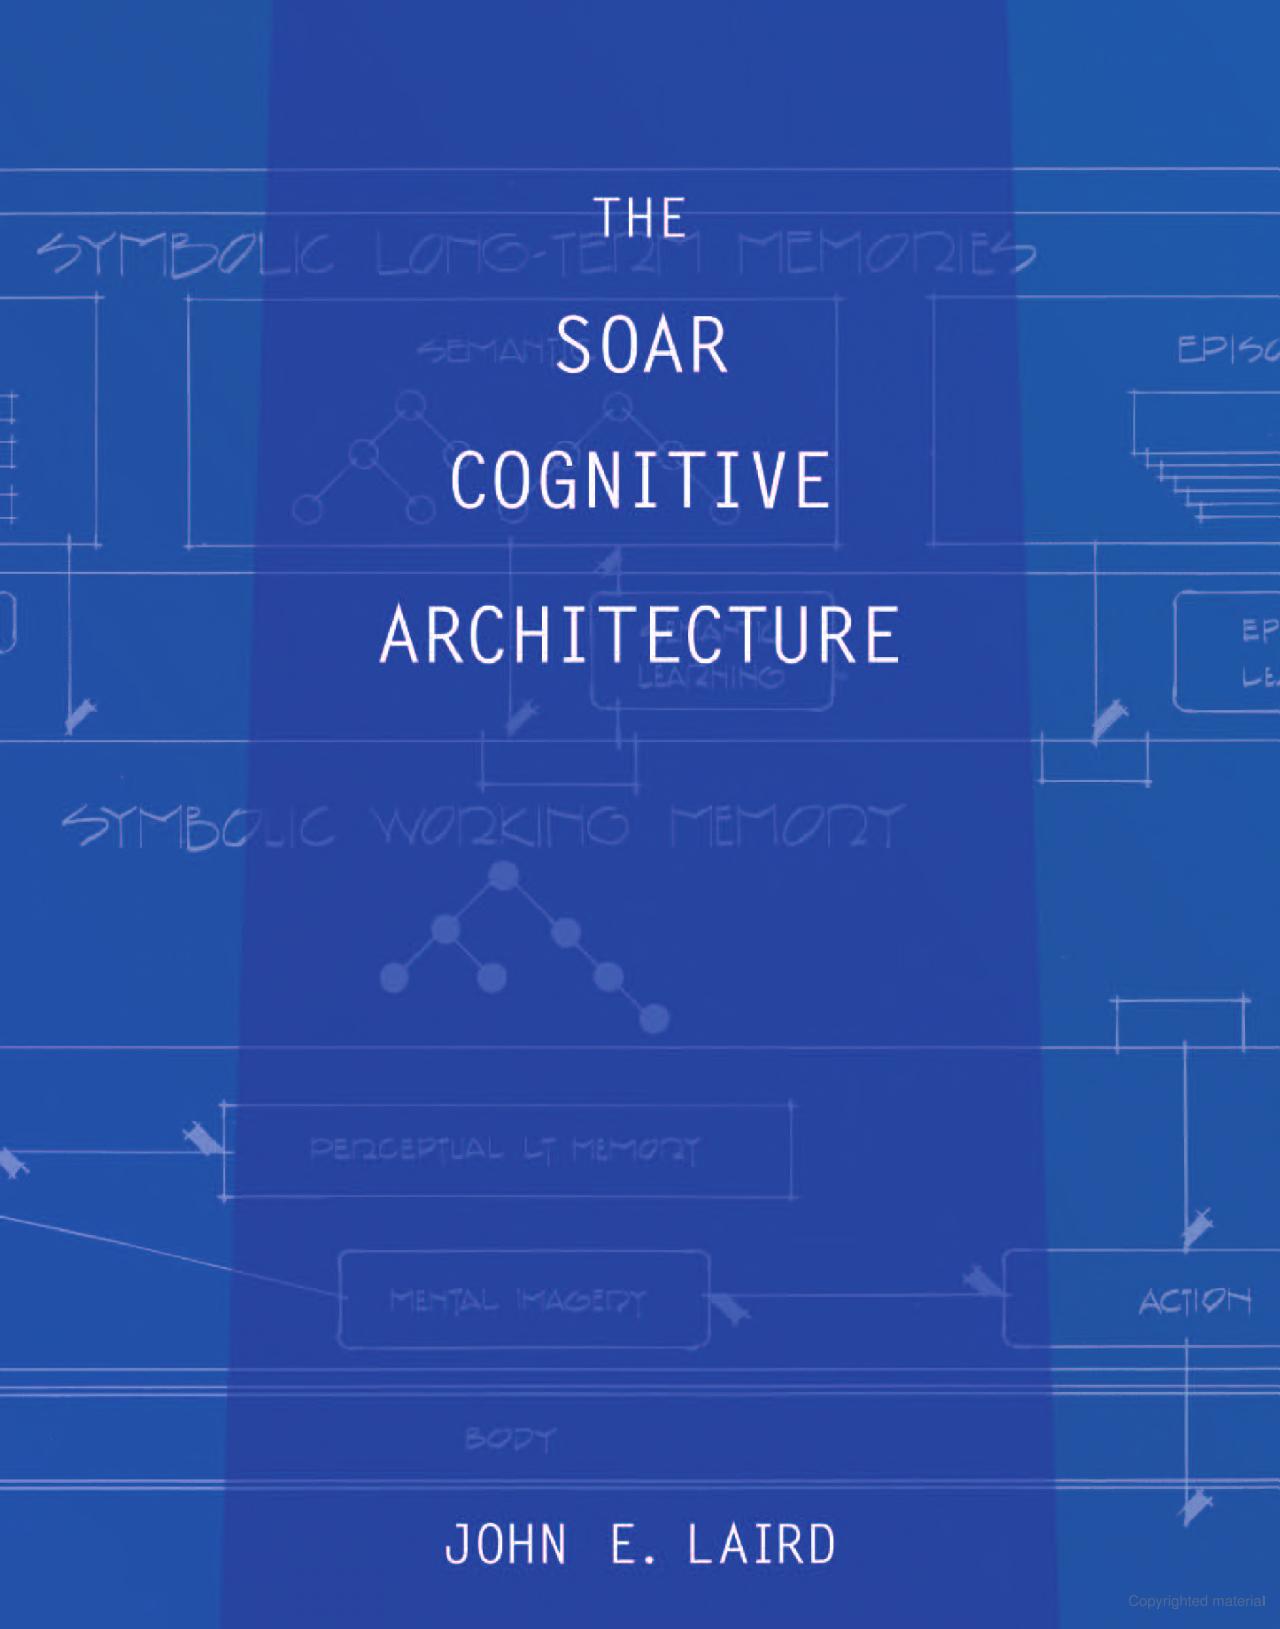 THE
SYMBOLIC LONG-TERM MEMORIES
SOAR
SEMANTIC
EPISO
COGNITIVE
ARCHITECTURE
SEMANTIC
LEARNING
EP
LEA
SYMBOLIC WORKING MEMORY
PERCEPTUAL LT MEMORY
MENTAL IMAGERY
ACTION
BODY
JOHN E. LAIRD
Copyrighted material